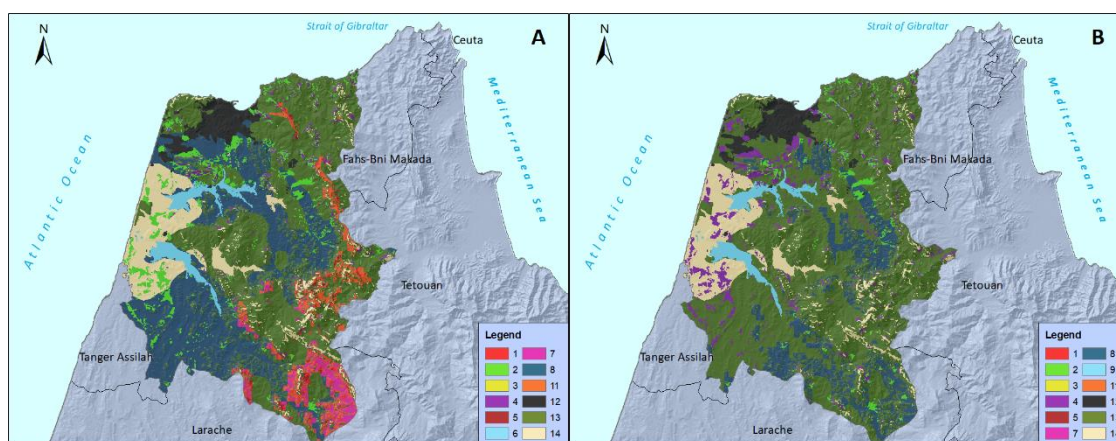 Strait of Gibraltar
N
A
Ceuta
Atlantic Ocean
Mediterranean Sea
Fahs-Bni Makada
Tetouan
Tanger Assilah
Larache
Legend
1 7
2 8
3 11
4 12
5 13
6 14
Strait of Gibraltar
N
B
Ceuta
Atlantic Ocean
Mediterranean Sea
Fahs-Bni Makada
Tetouan
Tanger Assilah
Larache
Legend
1 8
2 9
3
4
5
7